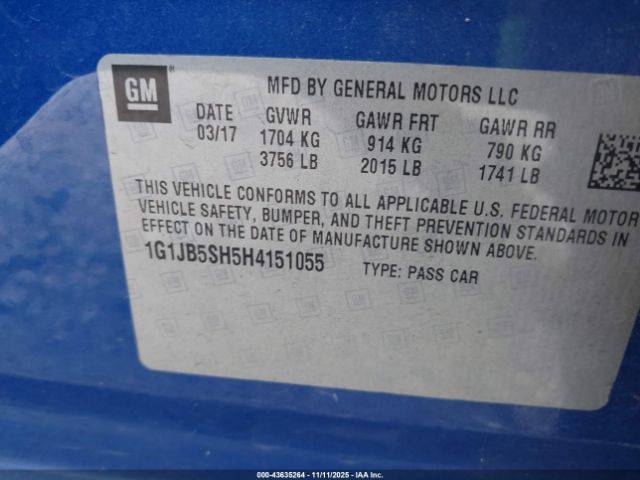 GM
MFD BY GENERAL MOTORS LLC
DATE GVWR GAWR FRT GAWR RR
03/17 1704 KG 914 KG 790 KG
3756 LB 2015 LB 1741 LB
THIS VEHICLE CONFORMS TO ALL APPLICABLE U.S. FEDERAL MOTOR
VEHICLE SAFETY, BUMPER, AND THEFT PREVENTION STANDARDS IN
EFFECT ON THE DATE OF MANUFACTURE SHOWN ABOVE.
1G1JB5SH5H4151055 TYPE: PASS CAR
000-43635264 - 11/11/2025 - IAA Inc.